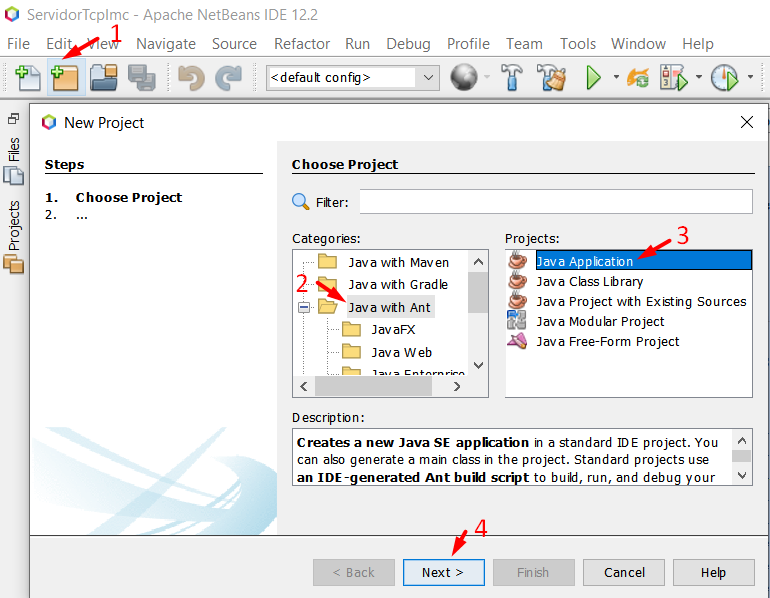 ServidorTcpImc - Apache NetBeans IDE 12.2
File Edit View Navigate Source Refactor Run Debug Profile Team Tools Window Help
1
<default config>
Files
Projects
New Project
Steps
1. Choose Project
2. ...
Choose Project
Filter:
Categories:
Java with Maven
Java with Gradle
2
Java with Ant
JavaFX
Java Web
Java Enterprise
Projects:
3
Java Application
Java Class Library
Java Project with Existing Sources
Java Modular Project
Java Free-Form Project
Description:
Creates a new Java SE application in a standard IDE project. You
can also generate a main class in the project. Standard projects use
an IDE-generated Ant build script to build, run, and debug your
4
< Back
Next >
Finish
Cancel
Help